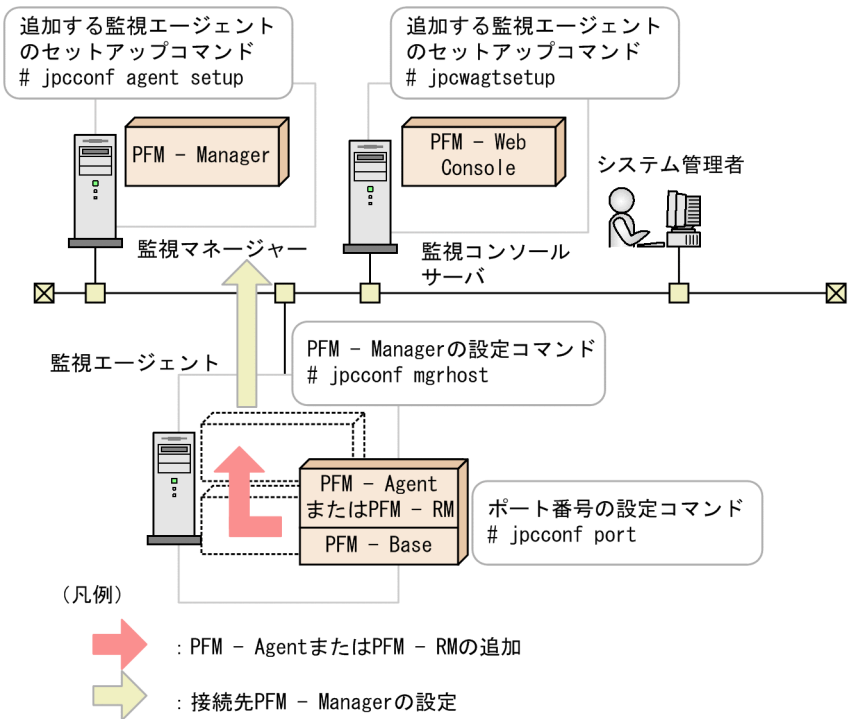 追加する監視エージェント
のセットアップコマンド
# jpcconf agent setup
追加する監視エージェント
のセットアップコマンド
# jpcwagtsetup
PFM - Manager
PFM - Web
Console
システム管理者
監視マネージャー
監視コンソール
サーバ
監視エージェント
PFM - Managerの設定コマンド
# jpcconf mgrhost
PFM - Agent
またはPFM - RM
PFM - Base
ポート番号の設定コマンド
# jpcconf port
（凡例）
：PFM - AgentまたはPFM - RMの追加
：接続先PFM - Managerの設定